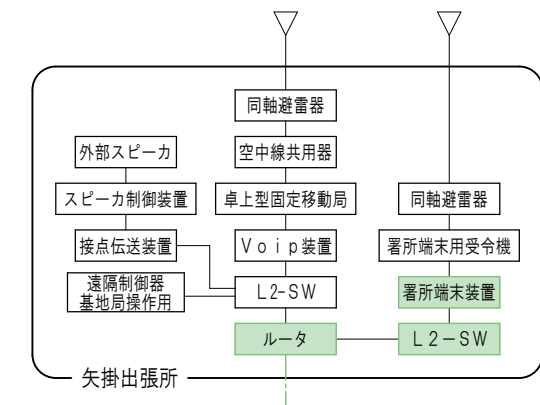 同軸避雷器
外部スピーカ
空中線共用器
スピーカ制御装置
卓上型固定移動局
同軸避雷器
接点伝送装置
Ｖｏｉｐ装置
署所端末用受令機
遠隔制御器
基地局操作用
L2-SW
署所端末装置
ルータ
Ｌ２－ＳＷ
矢掛出張所